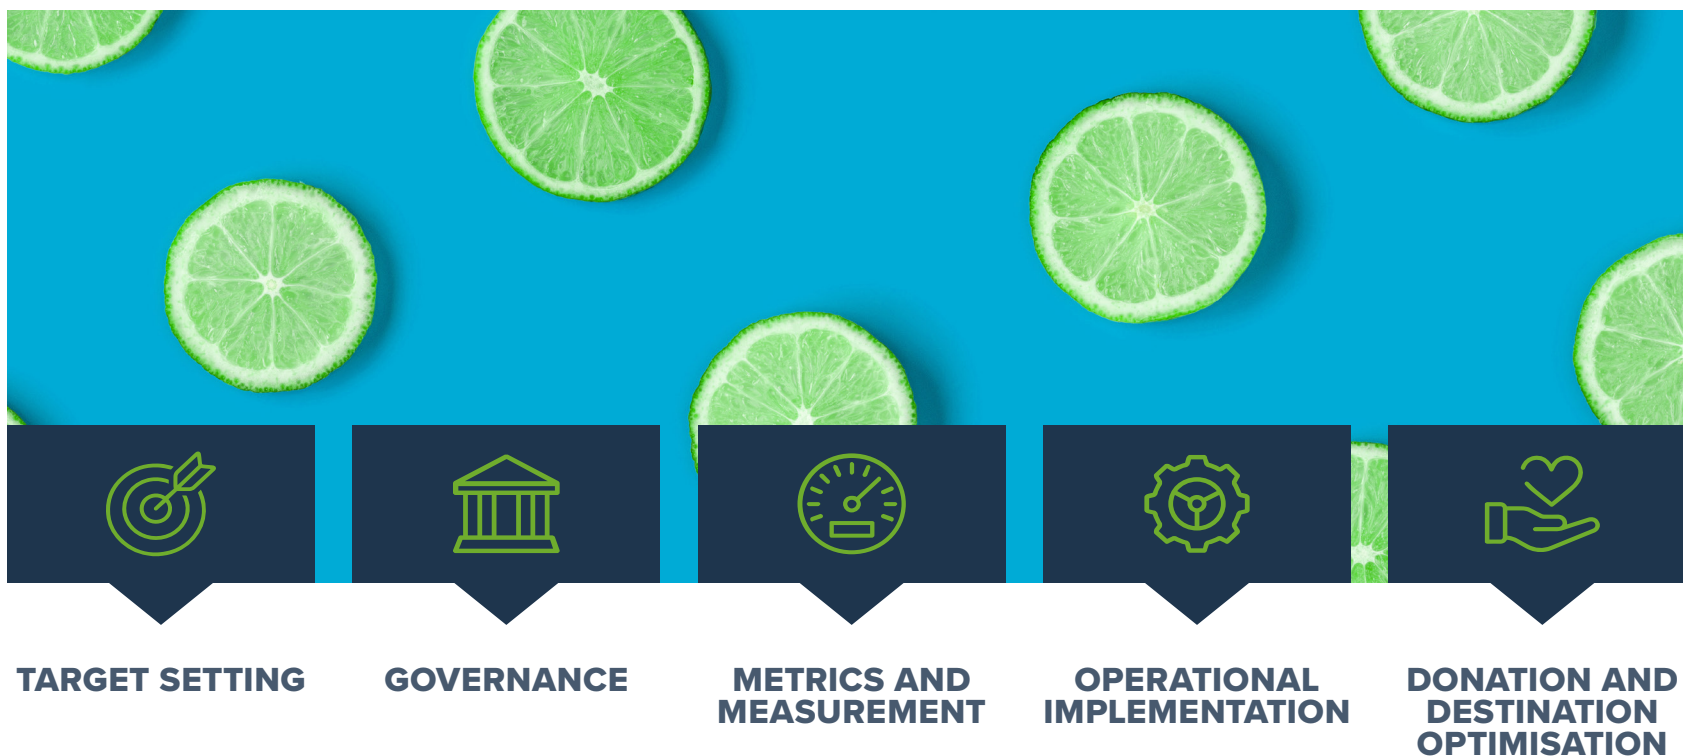 TARGET SETTING
GOVERNANCE
METRICS AND
MEASUREMENT
OPERATIONAL
IMPLEMENTATION
DONATION AND
DESTINATION
OPTIMISATION